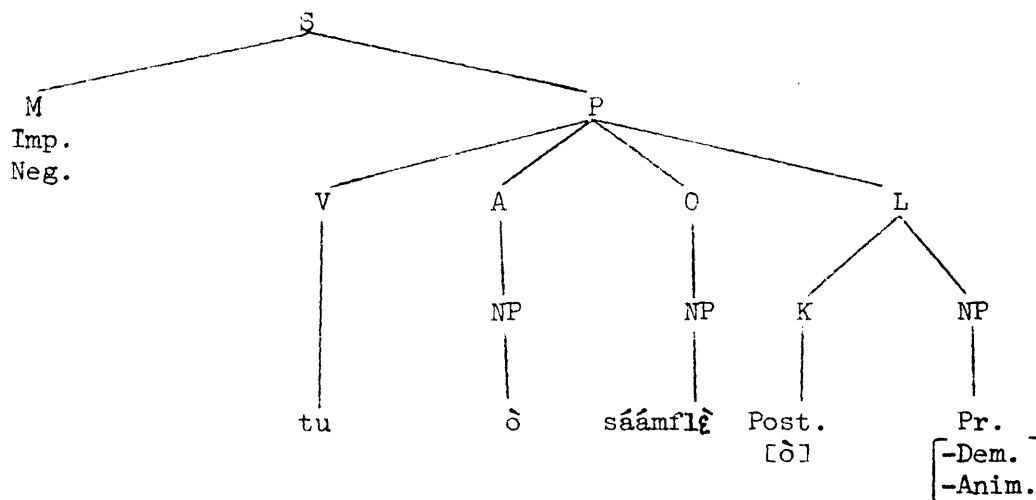 S
M P
Imp.
Neg.
V A O L
NP NP K NP
tu ò sáámflɛ̀ Post. Pr.
[ò] -Dem.
-Anim.